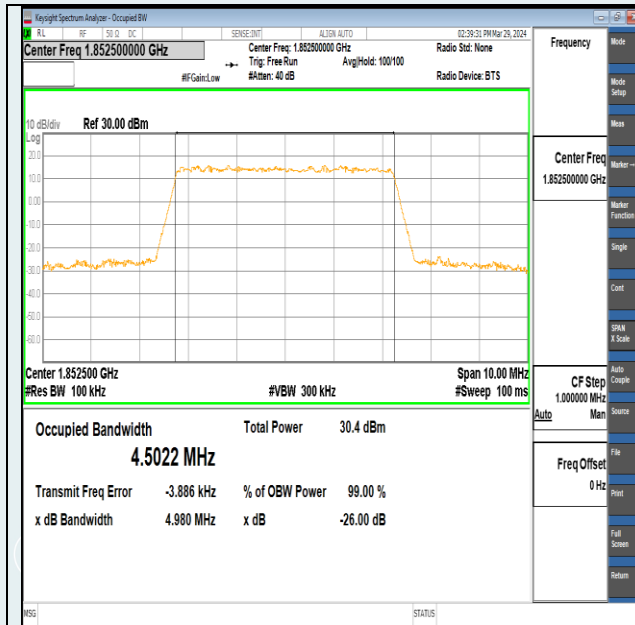 Keysight Spectrum Analyzer - Occupied BW
RL RF 50 Ω DC SENSE:INT ALIGN AUTO 02:39:31 PM Mar 29, 2024
Center Freq 1.852500000 GHz
Center Freq: 1.852500000 GHz Radio Std: None
Trig: Free Run Avg|Hold: 100/100
#IFGain:Low #Atten: 40 dB Radio Device: BTS
10 dB/div Ref 30.00 dBm
Log
20.0
10.0
0.00
-10.0
-20.0
-30.0
-40.0
-50.0
-60.0
Center 1.852500 GHz Span 10.00 MHz
#Res BW 100 kHz #VBW 300 kHz #Sweep 100 ms
Occupied Bandwidth Total Power 30.4 dBm
4.5022 MHz
Transmit Freq Error -3.886 kHz % of OBW Power 99.00 %
x dB Bandwidth 4.980 MHz x dB -26.00 dB
MSG STATUS
Frequency
Center Freq
1.852500000 GHz
CF Step
1.000000 MHz
Auto Man
Freq Offset
0 Hz
Mode
Mode
Setup
Meas
Marker→
Marker
Function
Single
Cont
SPAN
X Scale
Auto
Couple
Source
File
Print
Full
Screen
Return